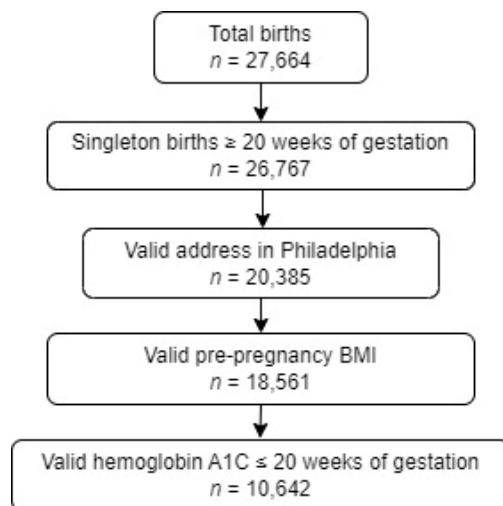 Total births
n = 27,664
Singleton births ≥ 20 weeks of gestation
n = 26,767
Valid address in Philadelphia
n = 20,385
Valid pre-pregnancy BMI
n = 18,561
Valid hemoglobin A1C ≤ 20 weeks of gestation
n = 10,642